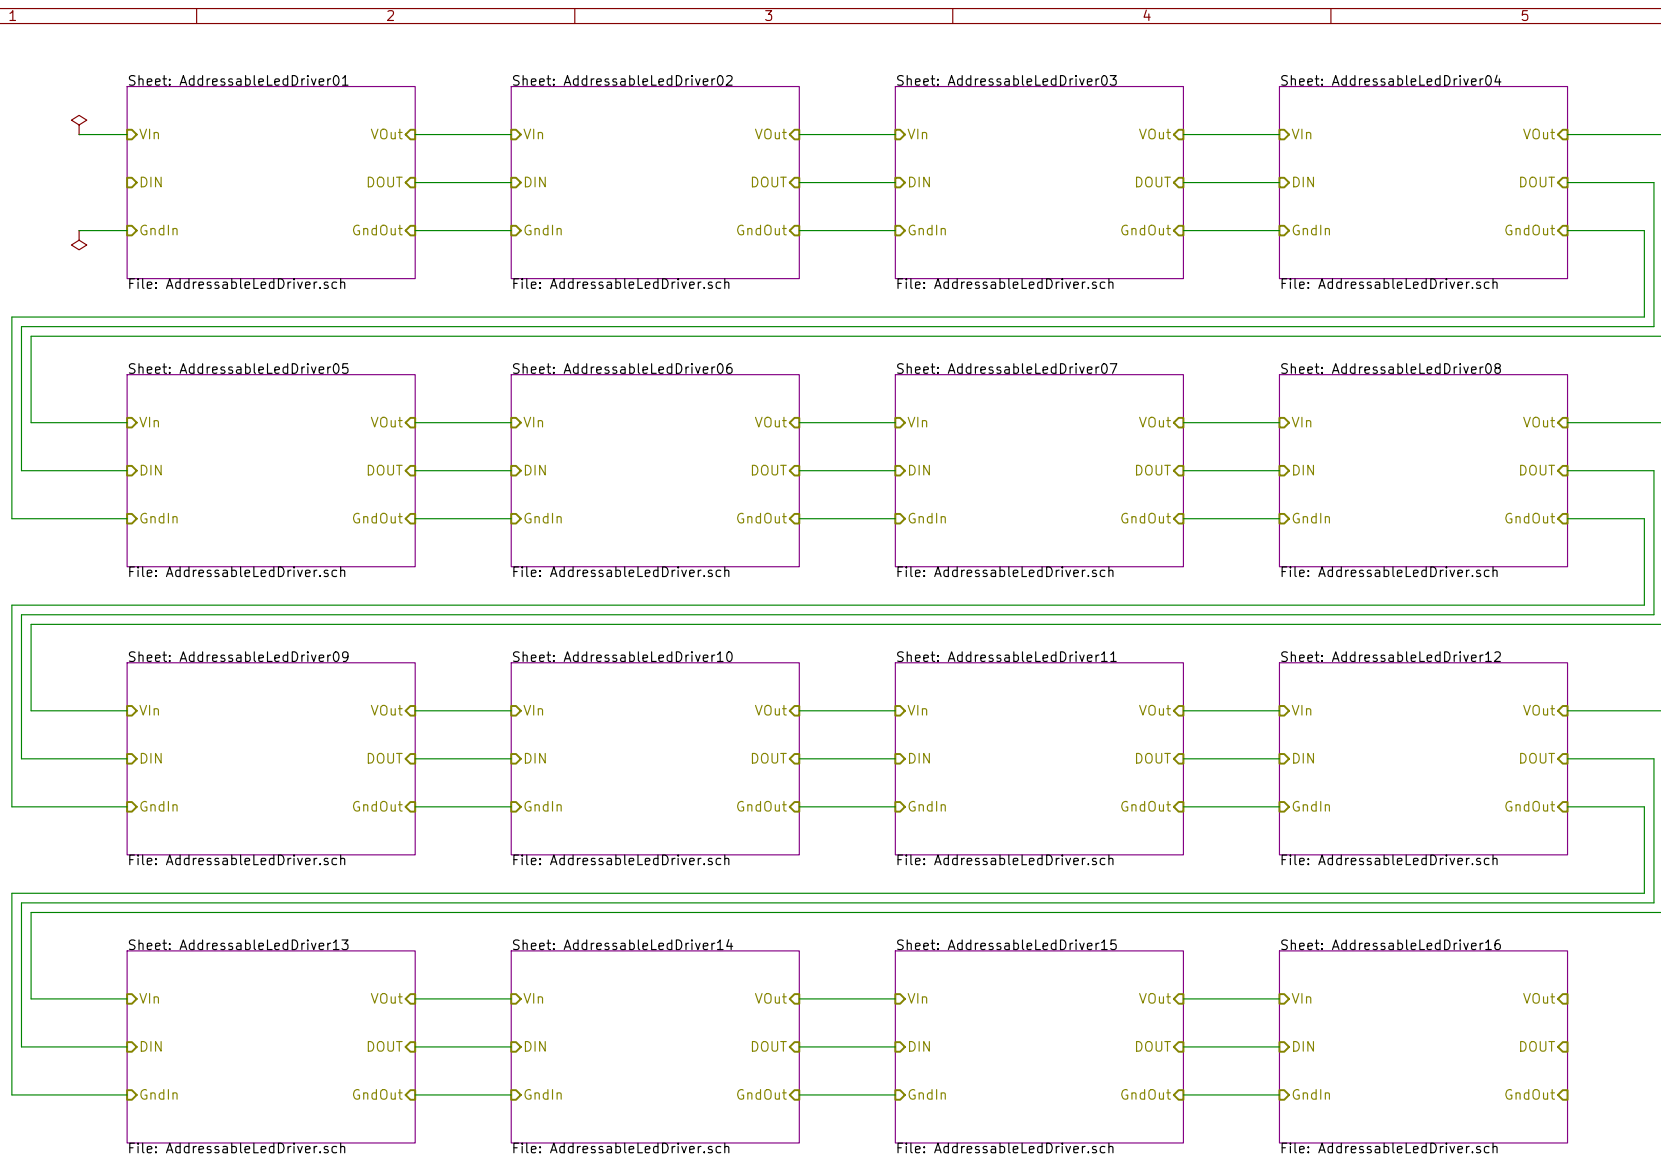 1 2 3 4 5
Sheet: AddressableLedDriver01 Sheet: AddressableLedDriver02 Sheet: AddressableLedDriver03 Sheet: AddressableLedDriver04
VIn VOut VIn VOut VIn VOut VIn VOut
DIN DOUT DIN DOUT DIN DOUT DIN DOUT
GndIn GndOut GndIn GndOut GndIn GndOut GndIn GndOut
File: AddressableLedDriver.sch File: AddressableLedDriver.sch File: AddressableLedDriver.sch File: AddressableLedDriver.sch
Sheet: AddressableLedDriver05 Sheet: AddressableLedDriver06 Sheet: AddressableLedDriver07 Sheet: AddressableLedDriver08
VIn VOut VIn VOut VIn VOut VIn VOut
DIN DOUT DIN DOUT DIN DOUT DIN DOUT
GndIn GndOut GndIn GndOut GndIn GndOut GndIn GndOut
File: AddressableLedDriver.sch File: AddressableLedDriver.sch File: AddressableLedDriver.sch File: AddressableLedDriver.sch
Sheet: AddressableLedDriver09 Sheet: AddressableLedDriver10 Sheet: AddressableLedDriver11 Sheet: AddressableLedDriver12
VIn VOut VIn VOut VIn VOut VIn VOut
DIN DOUT DIN DOUT DIN DOUT DIN DOUT
GndIn GndOut GndIn GndOut GndIn GndOut GndIn GndOut
File: AddressableLedDriver.sch File: AddressableLedDriver.sch File: AddressableLedDriver.sch File: AddressableLedDriver.sch
Sheet: AddressableLedDriver13 Sheet: AddressableLedDriver14 Sheet: AddressableLedDriver15 Sheet: AddressableLedDriver16
VIn VOut VIn VOut VIn VOut VIn VOut
DIN DOUT DIN DOUT DIN DOUT DIN DOUT
GndIn GndOut GndIn GndOut GndIn GndOut GndIn GndOut
File: AddressableLedDriver.sch File: AddressableLedDriver.sch File: AddressableLedDriver.sch File: AddressableLedDriver.sch